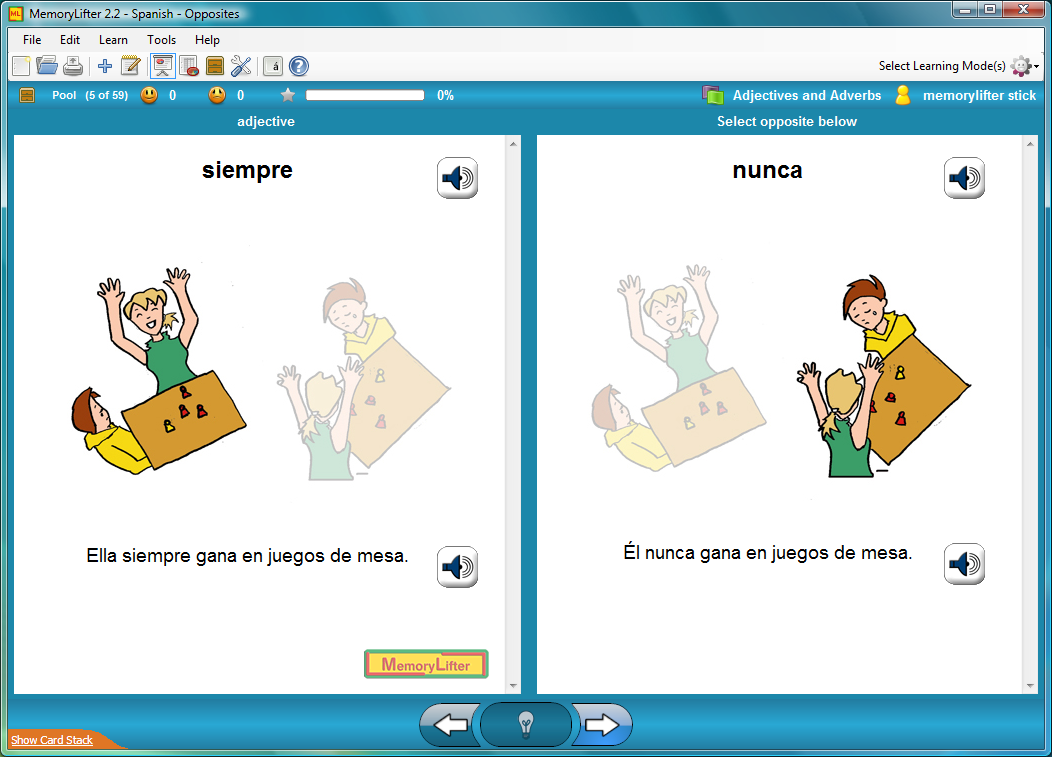 MemoryLifter 2.2 - Spanish - Opposites
File Edit Learn Tools Help
Select Learning Mode(s)
Pool (5 of 59) 0 0 0% Adjectives and Adverbs memorylifter stick
adjective
Select opposite below
siempre
nunca
Ella siempre gana en juegos de mesa.
Él nunca gana en juegos de mesa.
MemoryLifter
Show Card Stack